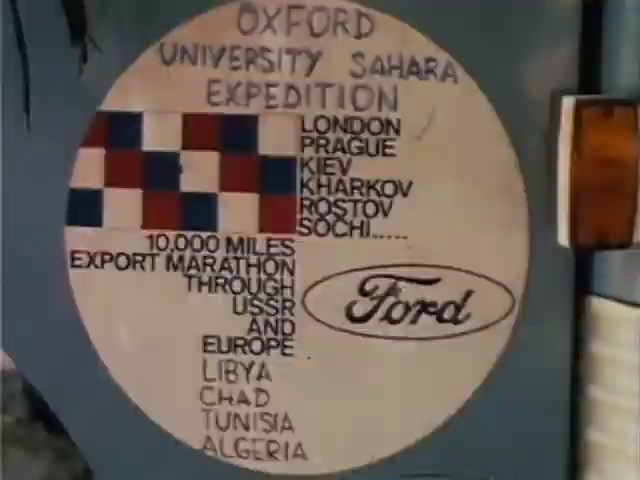 OXFORD
UNIVERSITY SAHARA
EXPEDITION
LONDON
PRAGUE
KIEV
KHARKOV
ROSTOV
SOCHI.....
10,000 MILES
EXPORT MARATHON
THROUGH
USSR
AND
EUROPE
Ford
LIBYA
CHAD
TUNISIA
ALGERIA